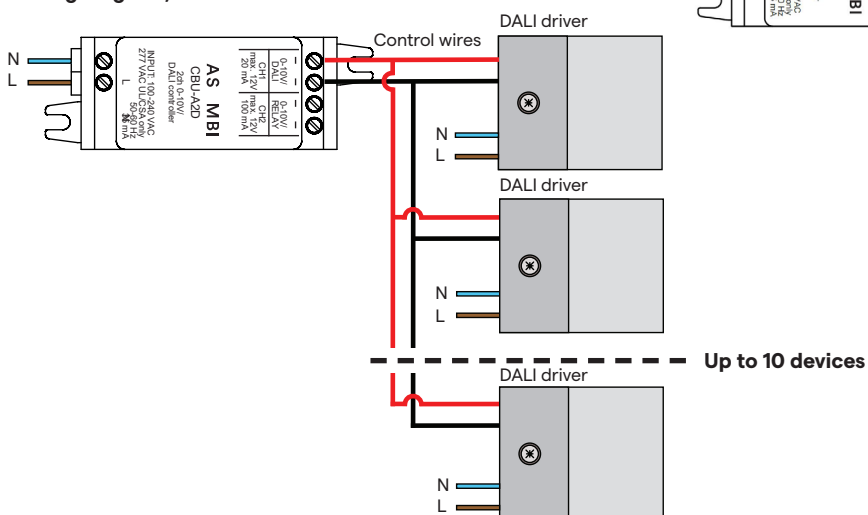 DALI driver
Control wires
N
L
AS MBI
CBU-A2D
2ch 0-10V/
DALI controller
INPUT: 100-240 VAC
277 VAC UL/CSA only
50-60 Hz
L
0-10V/
DALI
CH1
max. 12V
20 mA
0-10V/
RELAY
CH2
max. 12V
100 mA
N
L
DALI driver
N
L
Up to 10 devices
DALI driver
N
L